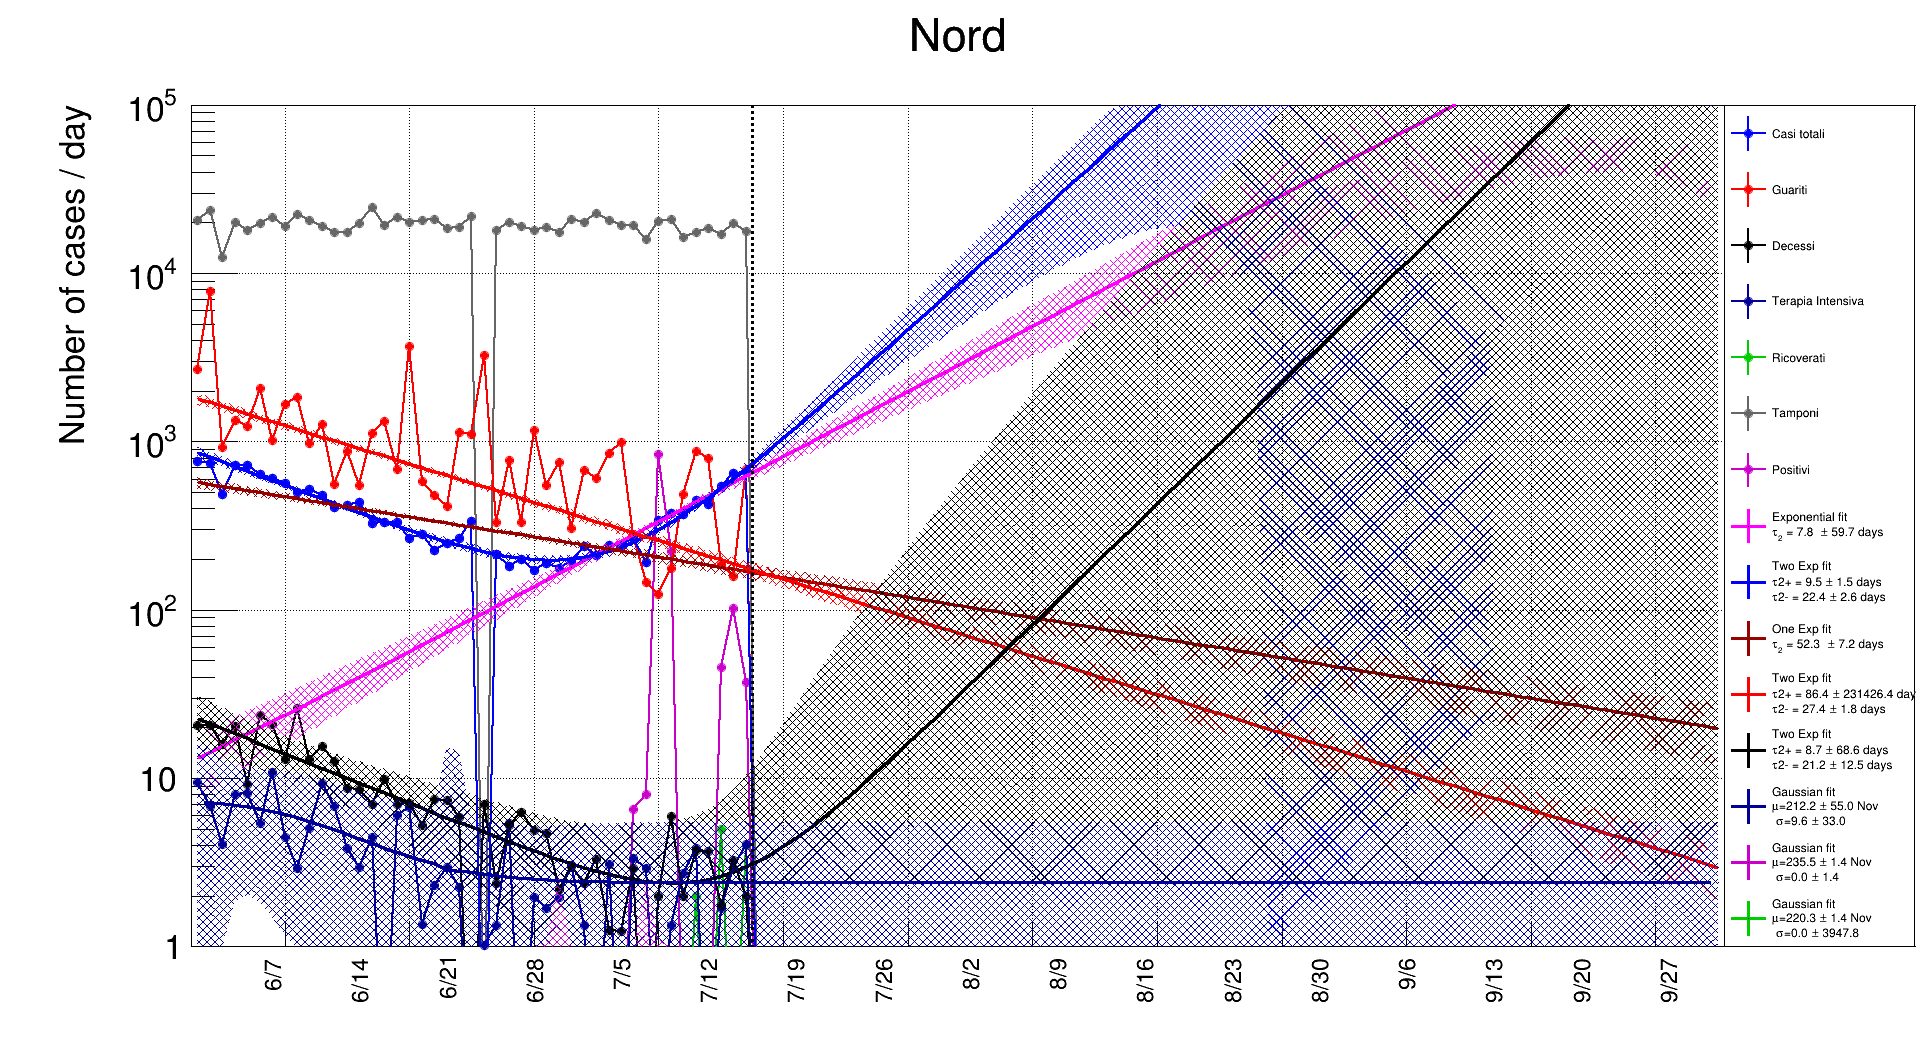 Nord
Number of cases / day
10^5
10^4
10^3
10^2
10
1
6/7
6/14
6/21
6/28
7/5
7/12
7/19
7/26
8/2
8/9
8/16
8/23
8/30
9/6
9/13
9/20
9/27
Casi totali
Guariti
Decessi
Terapia Intensiva
Ricoverati
Tamponi
Positivi
Exponential fit
τ2 = 7.8 ± 59.7 days
Two Exp fit
τ2+ = 9.5 ± 1.5 days
τ2- = 22.4 ± 2.6 days
One Exp fit
τ2 = 52.3 ± 7.2 days
Two Exp fit
τ2+ = 86.4 ± 231426.4 day
τ2- = 27.4 ± 1.8 days
Two Exp fit
τ2+ = 8.7 ± 68.6 days
τ2- = 21.2 ± 12.5 days
Gaussian fit
μ=212.2 ± 55.0 Nov
σ=9.6 ± 33.0
Gaussian fit
μ=235.5 ± 1.4 Nov
σ=0.0 ± 1.4
Gaussian fit
μ=220.3 ± 1.4 Nov
σ=0.0 ± 3947.8